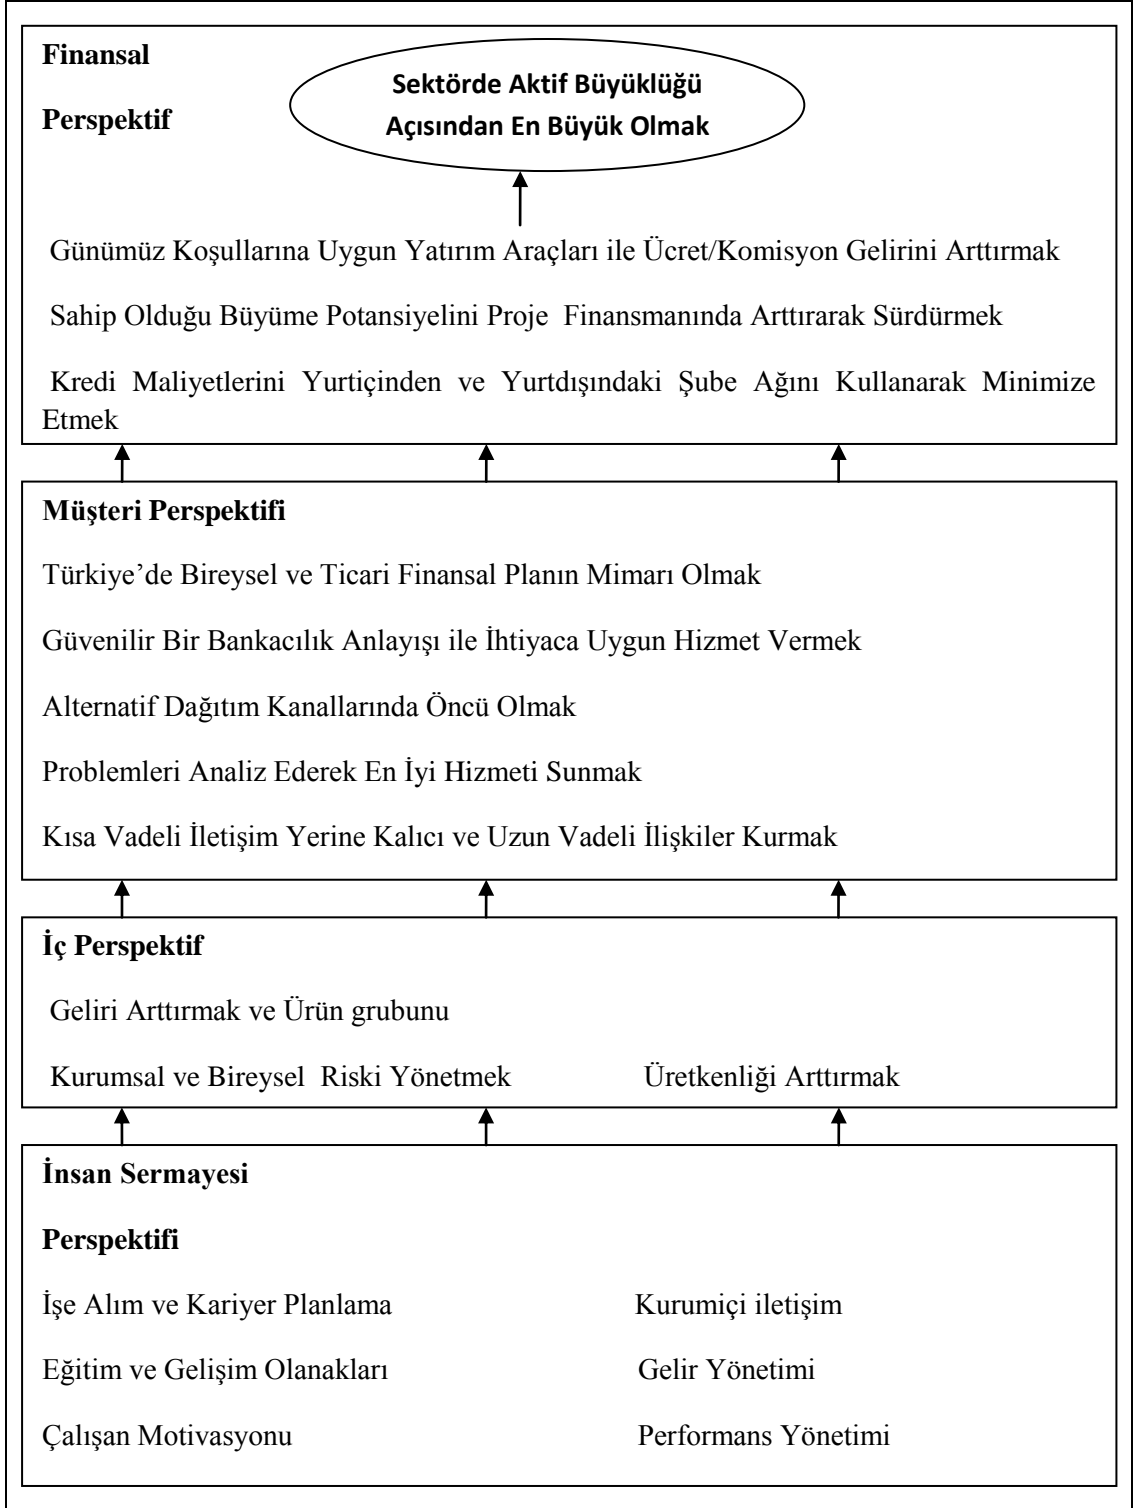 Finansal
Perspektif
Sektörde Aktif Büyüklüğü
Açısından En Büyük Olmak
Günümüz Koşullarına Uygun Yatırım Araçları ile Ücret/Komisyon Gelirini Arttırmak
Sahip Olduğu Büyüme Potansiyelini Proje Finansmanında Arttırarak Sürdürmek
Kredi Maliyetlerini Yurtiçinden ve Yurtdışındaki Şube Ağını Kullanarak Minimize
Etmek
Müşteri Perspektifi
Türkiye’de Bireysel ve Ticari Finansal Planın Mimarı Olmak
Güvenilir Bir Bankacılık Anlayışı ile İhtiyaca Uygun Hizmet Vermek
Alternatif Dağıtım Kanallarında Öncü Olmak
Problemleri Analiz Ederek En İyi Hizmeti Sunmak
Kısa Vadeli İletişim Yerine Kalıcı ve Uzun Vadeli İlişkiler Kurmak
İç Perspektif
Geliri Arttırmak ve Ürün grubunu
Kurumsal ve Bireysel Riski Yönetmek Üretkenliği Arttırmak
İnsan Sermayesi
Perspektifi
İşe Alım ve Kariyer Planlama Kurumiçi iletişim
Eğitim ve Gelişim Olanakları Gelir Yönetimi
Çalışan Motivasyonu Performans Yönetimi